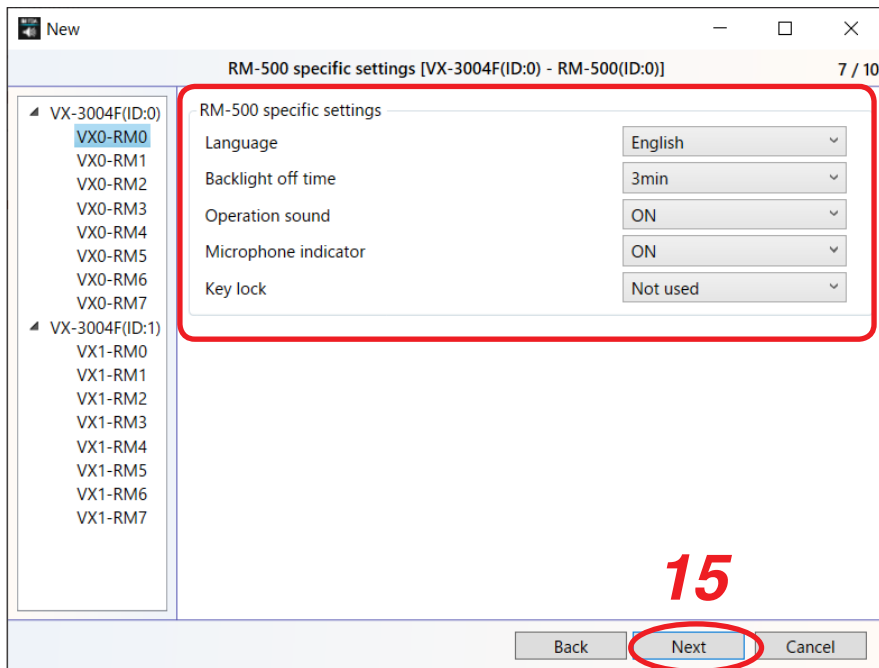 New
RM-500 specific settings [VX-3004F(ID:0) - RM-500(ID:0)] 7 / 10
VX-3004F(ID:0)
VX0-RM0
VX0-RM1
VX0-RM2
VX0-RM3
VX0-RM4
VX0-RM5
VX0-RM6
VX0-RM7
VX-3004F(ID:1)
VX1-RM0
VX1-RM1
VX1-RM2
VX1-RM3
VX1-RM4
VX1-RM5
VX1-RM6
VX1-RM7
RM-500 specific settings
Language English
Backlight off time 3min
Operation sound ON
Microphone indicator ON
Key lock Not used
15
Back Next Cancel